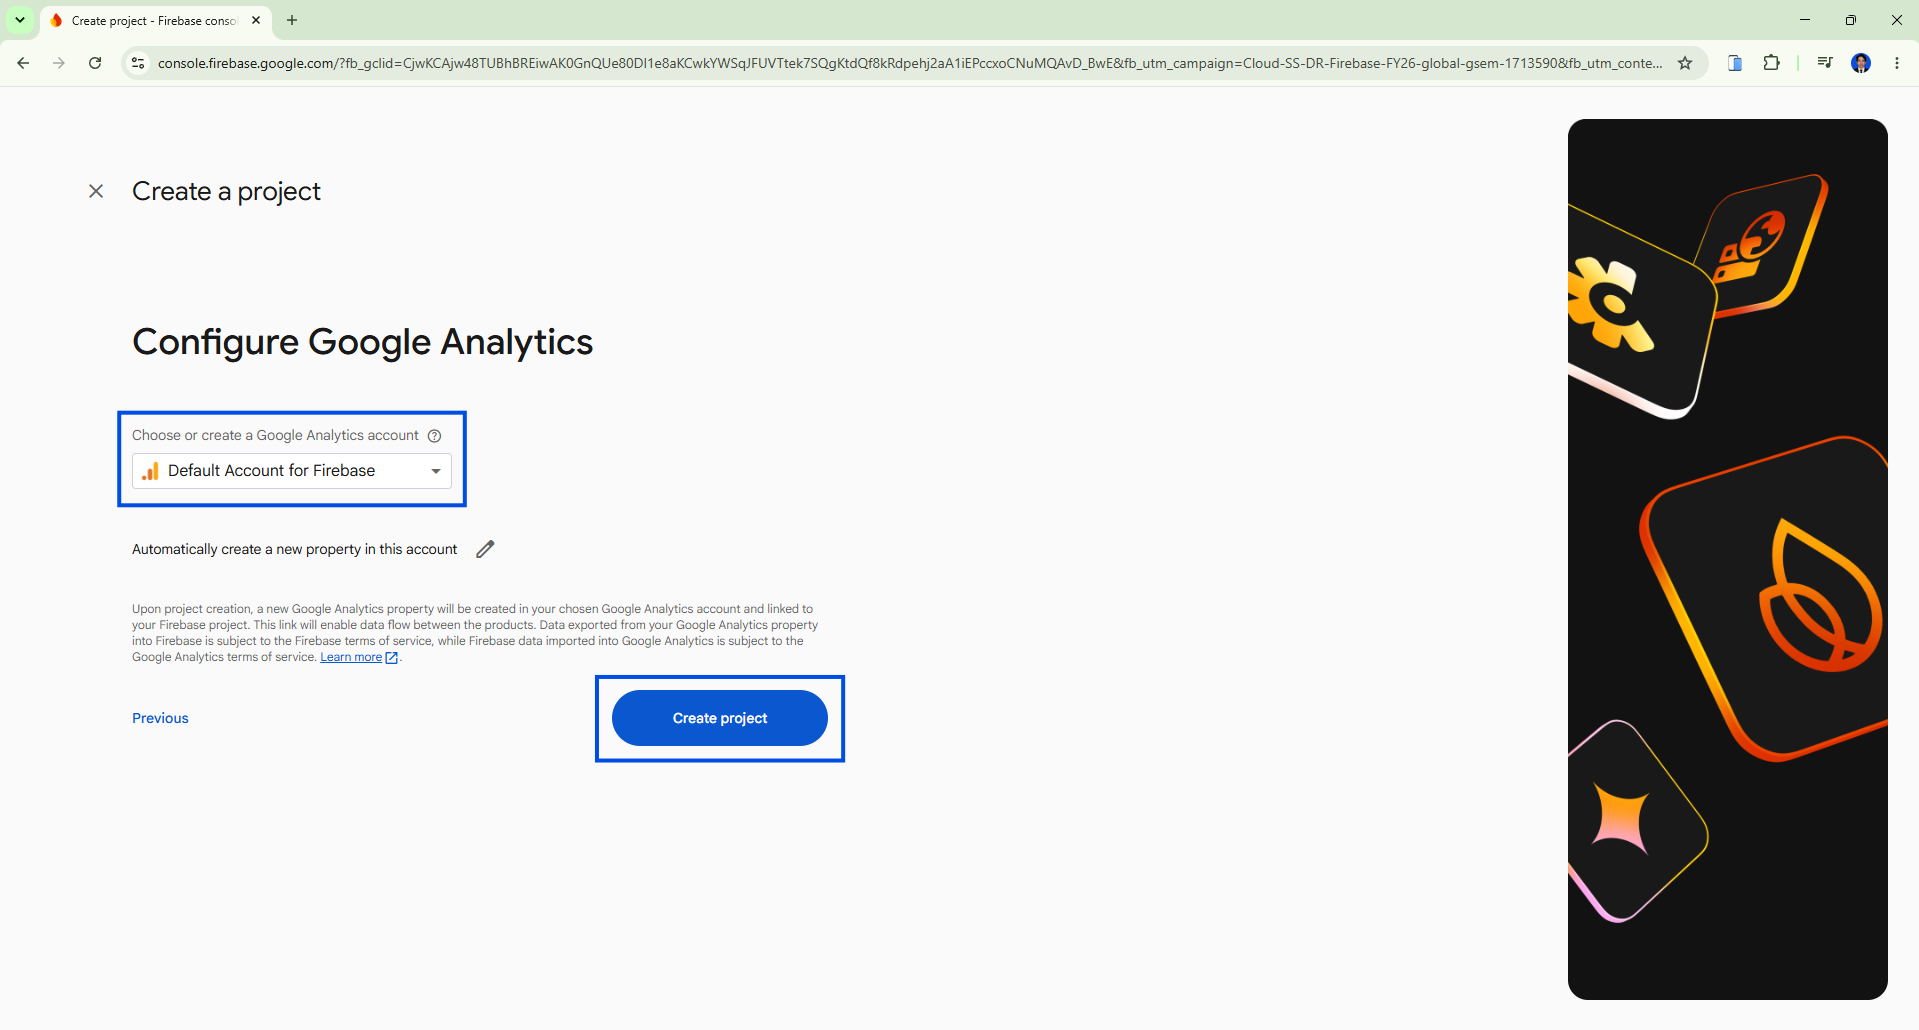 Create project - Firebase conso
console.firebase.google.com/?fb_gclid=CjwKCAjw48TUBhBREiwAK0GnQUe80DI1e8aKCwkYWSqJFUVTtek7SQgKtdQf8kRdpehj2aA1iEPccxoCNuMQAvD_BwE&fb_utm_campaign=Cloud-SS-DR-Firebase-FY26-global-gsem-1713590&fb_utm_conte...
Create a project
Configure Google Analytics
Choose or create a Google Analytics account
Default Account for Firebase
Automatically create a new property in this account
Upon project creation, a new Google Analytics property will be created in your chosen Google Analytics account and linked to
your Firebase project. This link will enable data flow between the products. Data exported from your Google Analytics property
into Firebase is subject to the Firebase terms of service, while Firebase data imported into Google Analytics is subject to the
Google Analytics terms of service. Learn more.
Previous
Create project